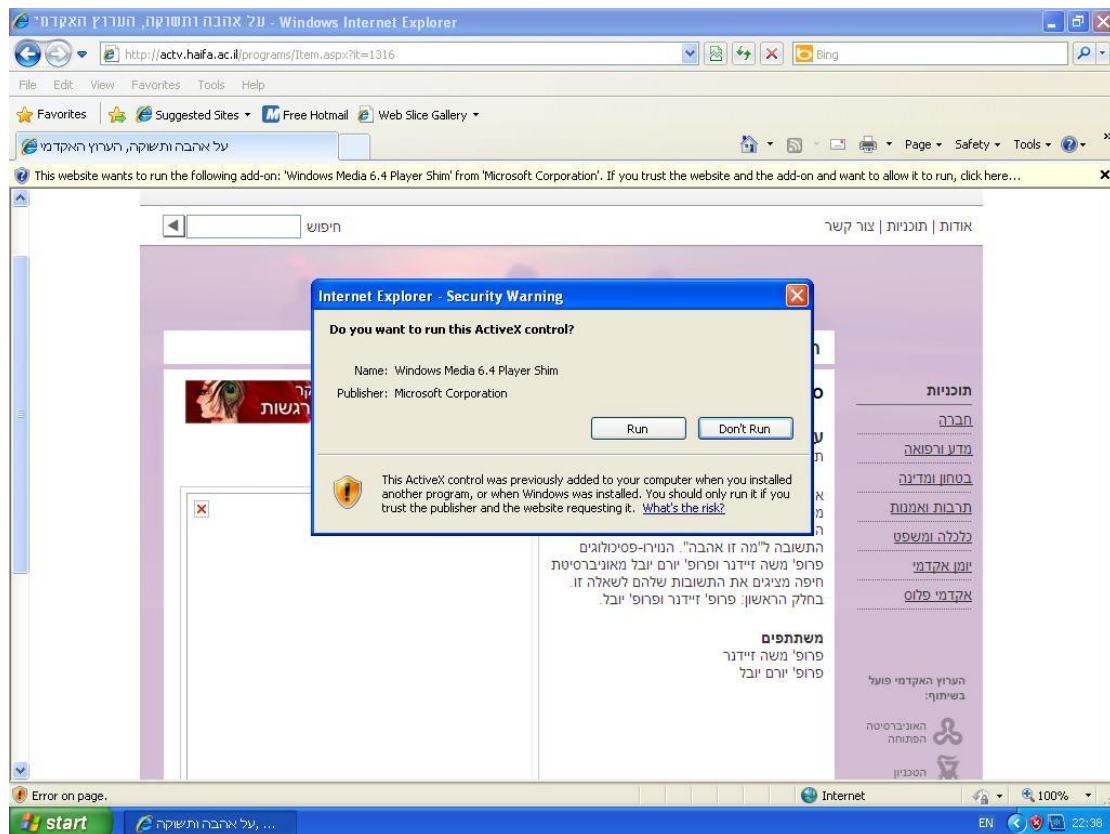 על אהבה ותשוקה, הערוץ האקדמי - Windows Internet Explorer
http://actv.haifa.ac.il/programs/Item.aspx?it=1316
Bing
File Edit View Favorites Tools Help
Favorites Suggested Sites Free Hotmail Web Slice Gallery
על אהבה ותשוקה, הערוץ האקדמי
Page Safety Tools
This website wants to run the following add-on: 'Windows Media 6.4 Player Shim' from 'Microsoft Corporation'. If you trust the website and the add-on and want to allow it to run, click here...
אודות | תוכניות | צור קשר
חיפוש
Internet Explorer - Security Warning
Do you want to run this ActiveX control?
Name: Windows Media 6.4 Player Shim
Publisher: Microsoft Corporation
Run Don't Run
This ActiveX control was previously added to your computer when you installed
another program, or when Windows was installed. You should only run it if you
trust the publisher and the website requesting it. What's the risk?
תוכניות
חברה
מדע ורפואה
בטחון ומדינה
תרבות ואמנות
כלכלה ומשפט
יומן אקדמי
אקדמי פלוס
התשובה ל"מה זו אהבה". הנוירו-פסיכולוגים
פרופ' משה זיידנר ופרופ' יורם יובל מאוניברסיטת
חיפה מציגים את התשובות שלהם לשאלה זו.
בחלק הראשון: פרופ' זיידנר ופרופ' יובל.
משתתפים
פרופ' משה זיידנר
פרופ' יורם יובל
הערוץ האקדמי פועל
בשיתוף:
האוניברסיטה
הפתוחה
הטכניון
Error on page.
Internet
100%
start
על אהבה ותשוקה, ...
EN
22:38